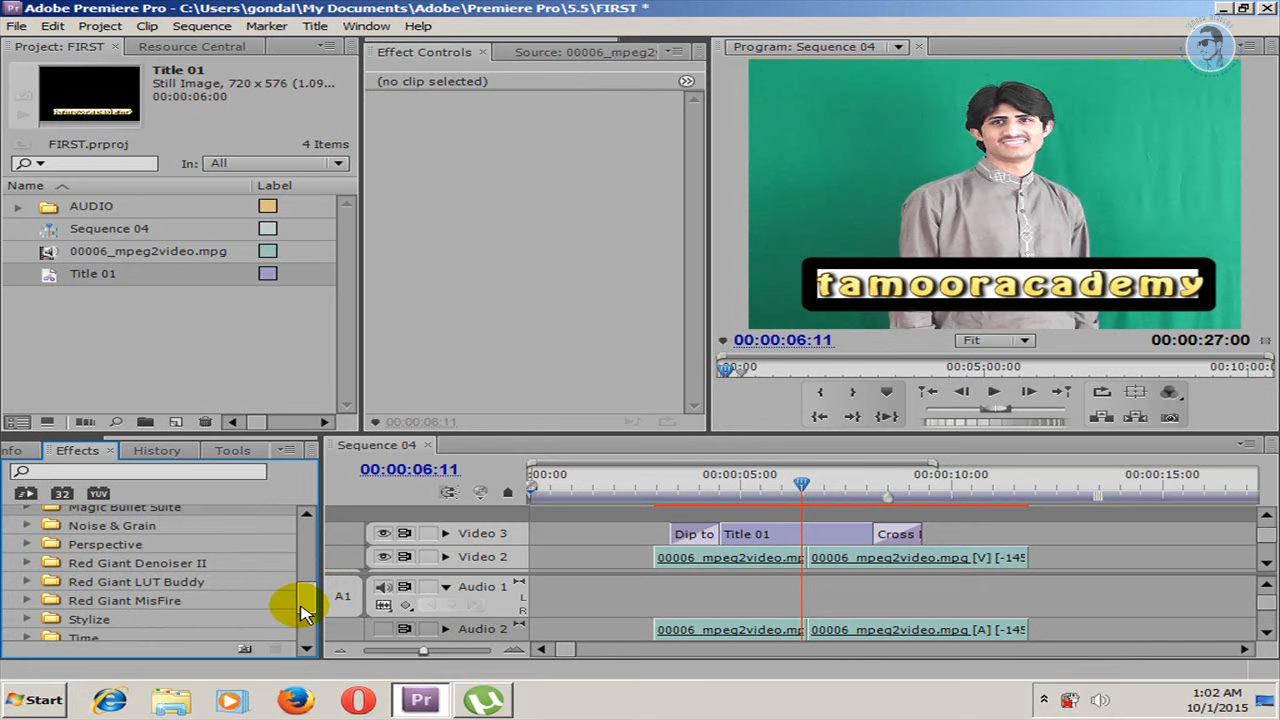 Adobe Premiere Pro - C:\Users\gondal\My Documents\Adobe\Premiere Pro\5.5\FIRST *
File Edit Project Clip Sequence Marker Title Window Help
Project: FIRST Resource Central
Title 01
Still Image, 720 x 576 (1.09...
00:00:06:00
FIRST.prproj 4 Items
In: All
Name Label
AUDIO
Sequence 04
00006_mpeg2video.mpg
Title 01
Effect Controls Source: 00006_mpeg2
(no clip selected)
00:00:06:11
Program: Sequence 04
tamooracademy
00:00:06:11 Fit 00:00:27:00
00:00 00:05:00:00 00:10:00:
nfo Effects History Tools
32 YUV
Magic Bullet Suite
Noise & Grain
Perspective
Red Giant Denoiser II
Red Giant LUT Buddy
Red Giant MisFire
Stylize
Time
Sequence 04
00:00:06:11
:00:00 00:00:05:00 00:00:10:00 00:00:15:00
Video 3 Dip to Title 01 Cross
Video 2 00006_mpeg2video.mp 00006_mpeg2video.mpg [V] [-145
A1 Audio 1 L
R
Audio 2 00006_mpeg2video.mp 00006_mpeg2video.mpg [A] [-145
Start Pr 1:02 AM
10/1/2015